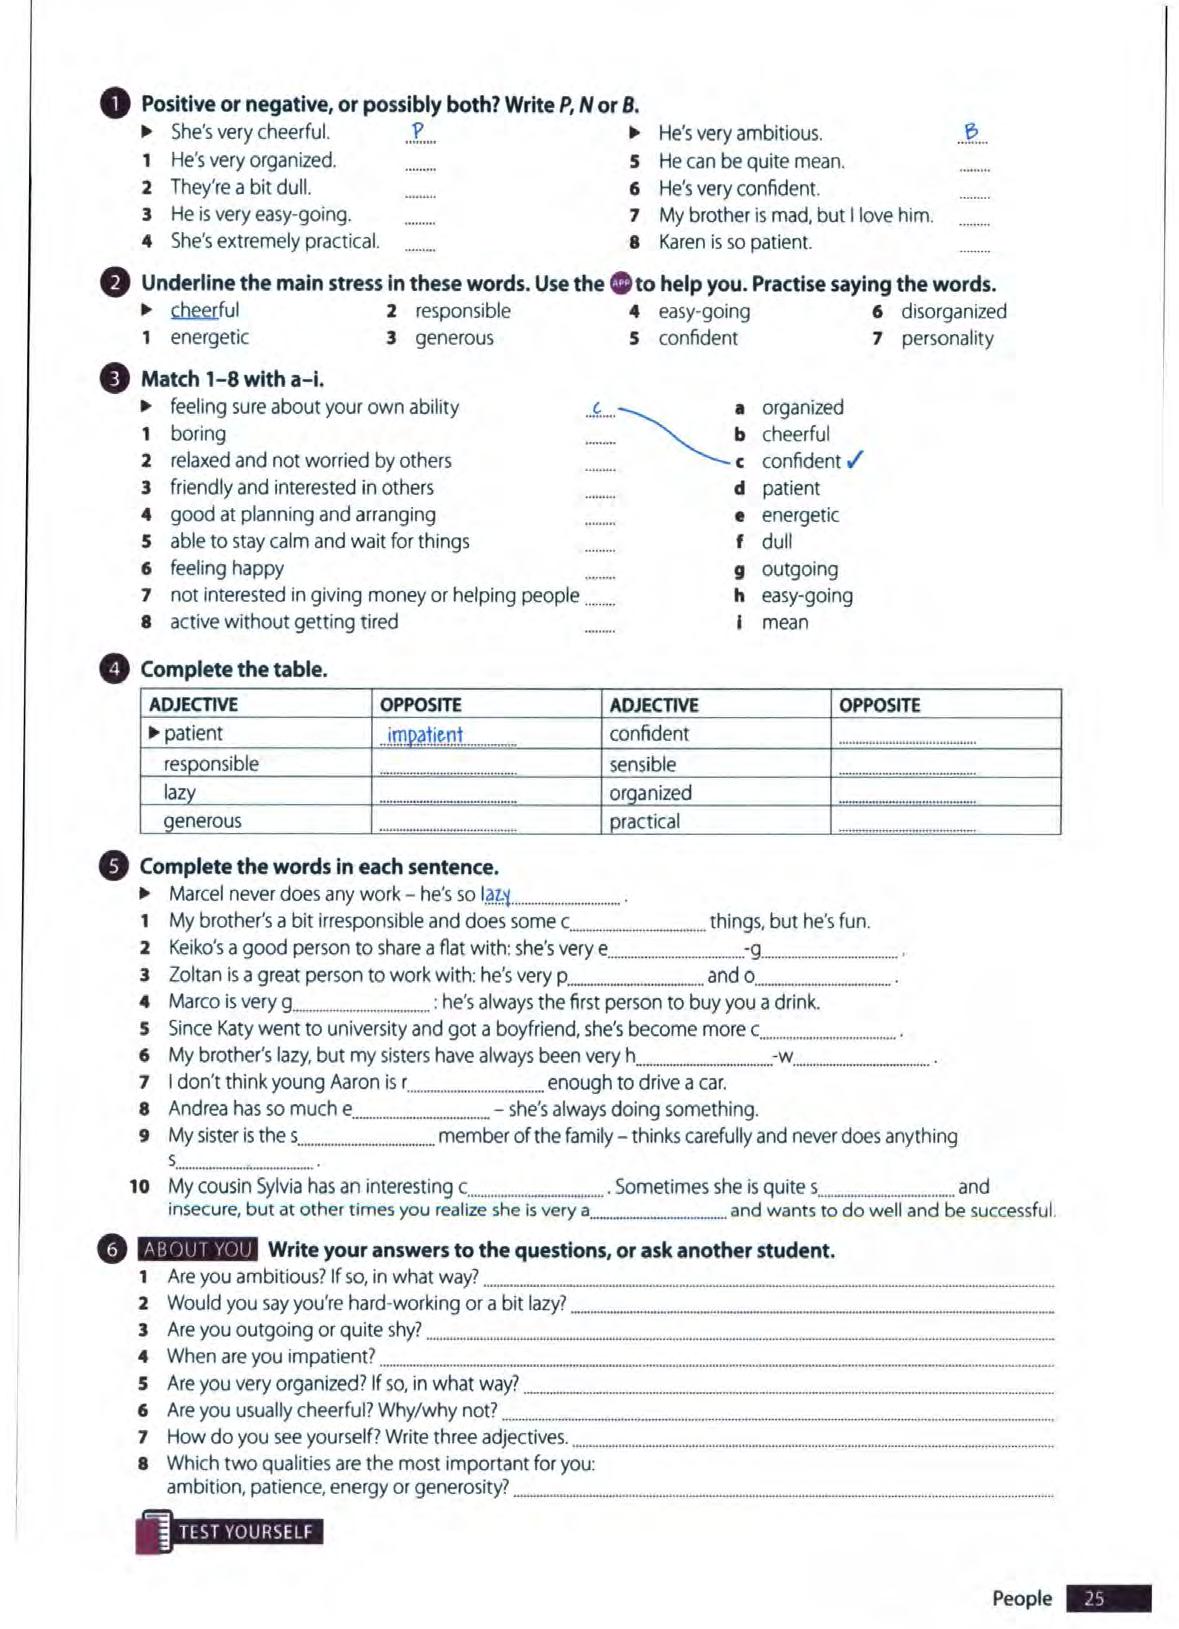 1 Positive or negative, or possibly both? Write P, N or B.
▶ She's very cheerful. P ▶ He's very ambitious. B
1 He's very organized. ........ 5 He can be quite mean. ........
2 They're a bit dull. ........ 6 He's very confident. ........
3 He is very easy-going. ........ 7 My brother is mad, but I love him. ........
4 She's extremely practical. ........ 8 Karen is so patient. ........
2 Underline the main stress in these words. Use the APP to help you. Practise saying the words.
▶ cheerful 2 responsible 4 easy-going 6 disorganized
1 energetic 3 generous 5 confident 7 personality
3 Match 1–8 with a–i.
▶ feeling sure about your own ability c a organized
1 boring ........ b cheerful
2 relaxed and not worried by others ........ c confident ✓
3 friendly and interested in others ........ d patient
4 good at planning and arranging ........ e energetic
5 able to stay calm and wait for things ........ f dull
6 feeling happy ........ g outgoing
7 not interested in giving money or helping people ........ h easy-going
8 active without getting tired ........ i mean
4 Complete the table.
ADJECTIVE OPPOSITE ADJECTIVE OPPOSITE
▶ patient impatient confident ........
responsible ........ sensible ........
lazy ........ organized ........
generous ........ practical ........
5 Complete the words in each sentence.
▶ Marcel never does any work – he's so lazy ........ .
1 My brother's a bit irresponsible and does some c........ things, but he's fun.
2 Keiko's a good person to share a flat with: she's very e........-g........ .
3 Zoltan is a great person to work with: he's very p........ and o........ .
4 Marco is very g........ : he's always the first person to buy you a drink.
5 Since Katy went to university and got a boyfriend, she's become more c........ .
6 My brother's lazy, but my sisters have always been very h........-w........ .
7 I don't think young Aaron is r........ enough to drive a car.
8 Andrea has so much e........ – she's always doing something.
9 My sister is the s........ member of the family – thinks carefully and never does anything
s........ .
10 My cousin Sylvia has an interesting c........ . Sometimes she is quite s........ and
insecure, but at other times you realize she is very a........ and wants to do well and be successful.
6 ABOUT YOU Write your answers to the questions, or ask another student.
1 Are you ambitious? If so, in what way? ........
2 Would you say you're hard-working or a bit lazy? ........
3 Are you outgoing or quite shy? ........
4 When are you impatient? ........
5 Are you very organized? If so, in what way? ........
6 Are you usually cheerful? Why/why not? ........
7 How do you see yourself? Write three adjectives. ........
8 Which two qualities are the most important for you:
ambition, patience, energy or generosity? ........
TEST YOURSELF
People 25